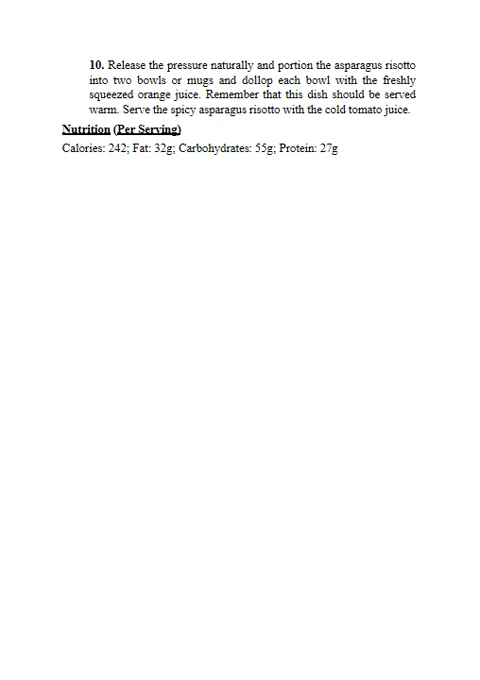 10. Release the pressure naturally and portion the asparagus risotto
into two bowls or mugs and dollop each bowl with the freshly
squeezed orange juice. Remember that this dish should be served
warm. Serve the spicy asparagus risotto with the cold tomato juice.
Nutrition (Per Serving)
Calories: 242; Fat: 32g; Carbohydrates: 55g; Protein: 27g